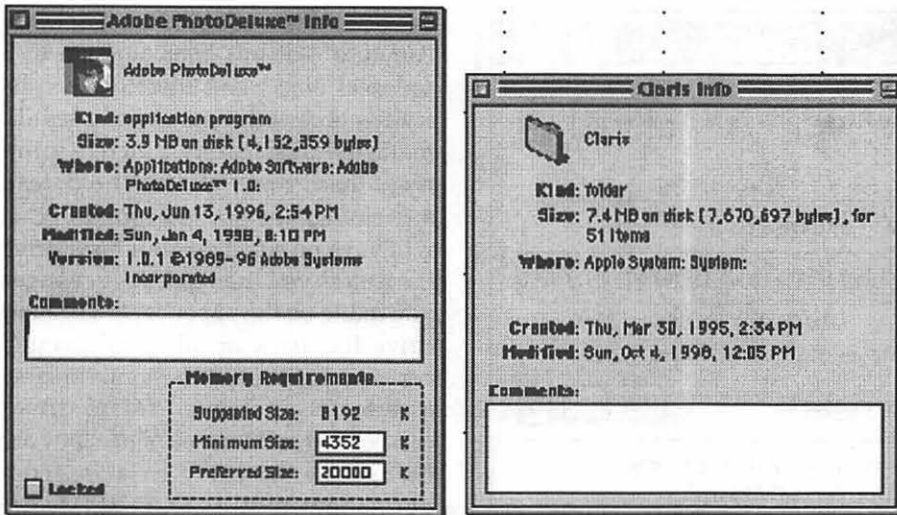 Adobe PhotoDeluxe™ Info
Adobe PhotoDeluxe™
Kind: application program
Size: 3.9 MB on disk (4,152,359 bytes)
Where: Applications: Adobe Software: Adobe
PhotoDeluxe™ 1.0:
Created: Thu, Jun 13, 1996, 2:54 PM
Modified: Sun, Jan 4, 1998, 8:10 PM
Version: 1.0.1 ©1989-96 Adobe Systems
Incorporated
Comments:
Memory Requirements
Suggested Size: 8192 K
Minimum Size: 4352 K
Preferred Size: 20000 K
Locked
Claris Info
Claris
Kind: folder
Size: 7.4 MB on disk (7,670,697 bytes), for
51 items
Where: Apple System: System:
Created: Thu, Mar 30, 1995, 2:34 PM
Modified: Sun, Oct 4, 1998, 12:05 PM
Comments: